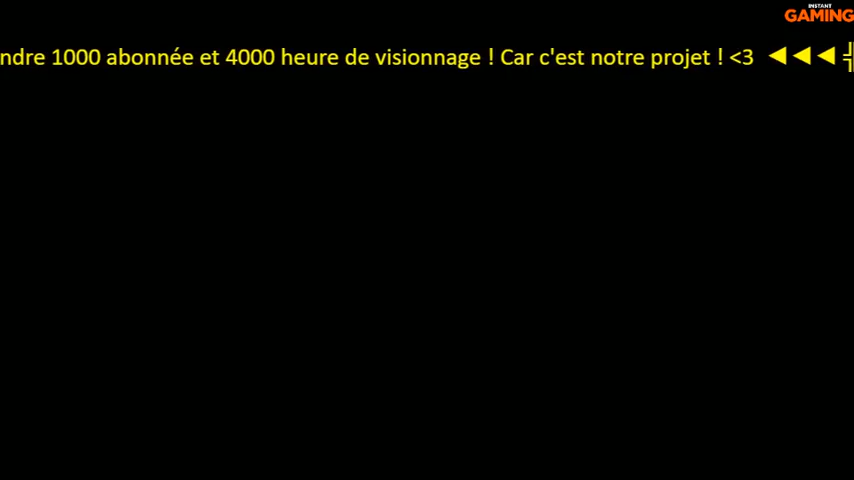 INSTANT
GAMING
ndre 1000 abonnée et 4000 heure de visionnage ! Car c'est notre projet ! <3 ◄◄◄╣